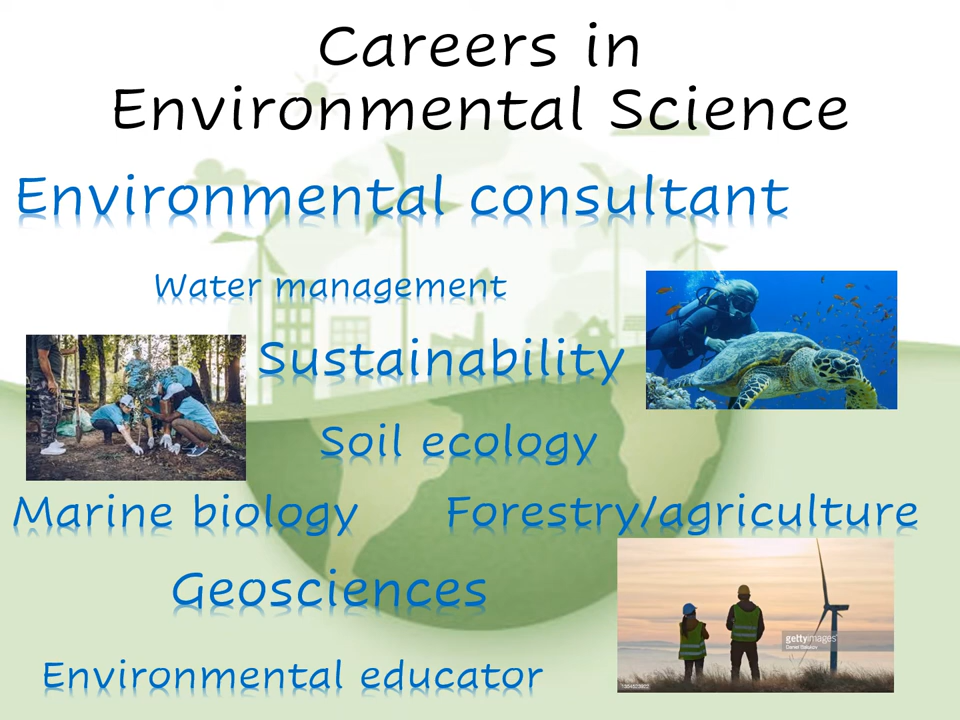 Careers in
Environmental Science
Environmental consultant
Water management
Sustainability
Soil ecology
Marine biology
Forestry/agriculture
Geosciences
gettyimages
Environmental educator